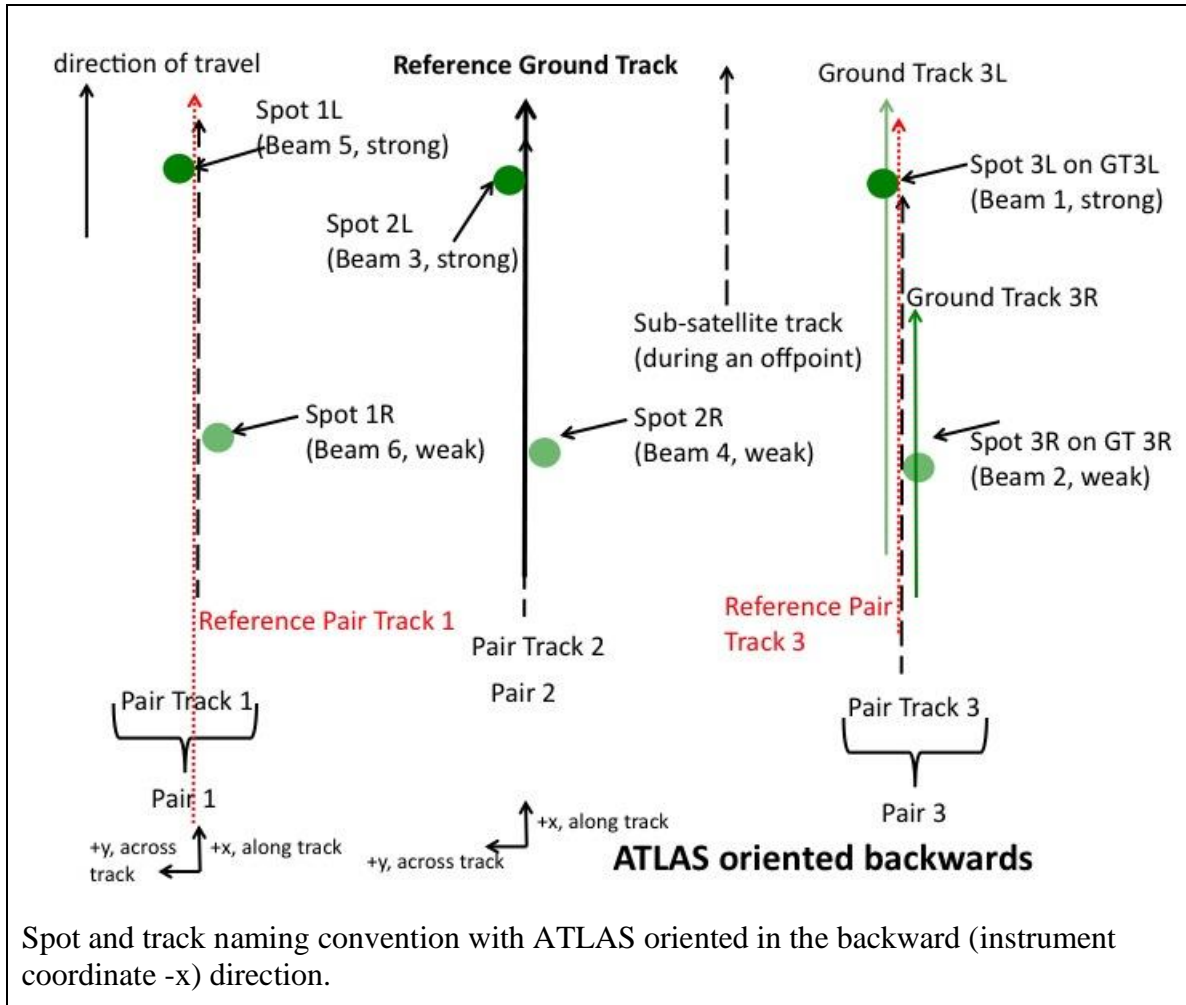 direction of travel
Reference Ground Track
Ground Track 3L
Spot 1L
(Beam 5, strong)
Spot 2L
(Beam 3, strong)
Spot 3L on GT3L
(Beam 1, strong)
Ground Track 3R
Sub-satellite track
(during an offpoint)
Spot 1R
(Beam 6, weak)
Spot 2R
(Beam 4, weak)
Spot 3R on GT 3R
(Beam 2, weak)
Reference Pair Track 1
Reference Pair
Track 3
Pair Track 2
Pair 2
Pair Track 1
Pair Track 3
Pair 1
Pair 3
+y, across
track
+x, along track
+x, along track
+y, across track
ATLAS oriented backwards
Spot and track naming convention with ATLAS oriented in the backward (instrument
coordinate -x) direction.